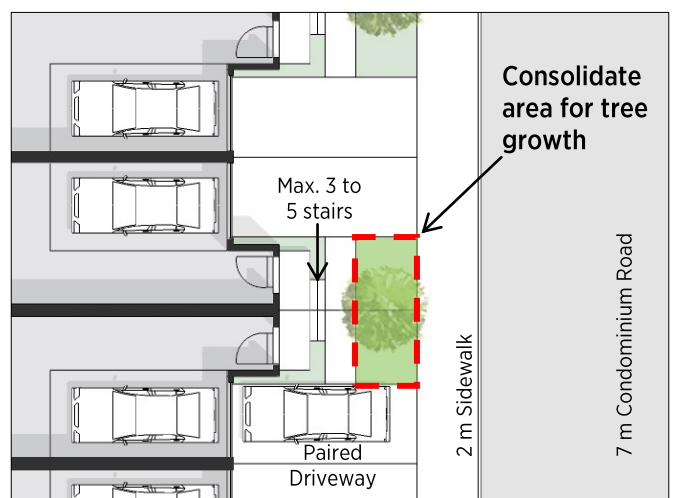 Consolidate
area for tree
growth
Max. 3 to
5 stairs
2 m Sidewalk
7 m Condominium Road
Paired
Driveway